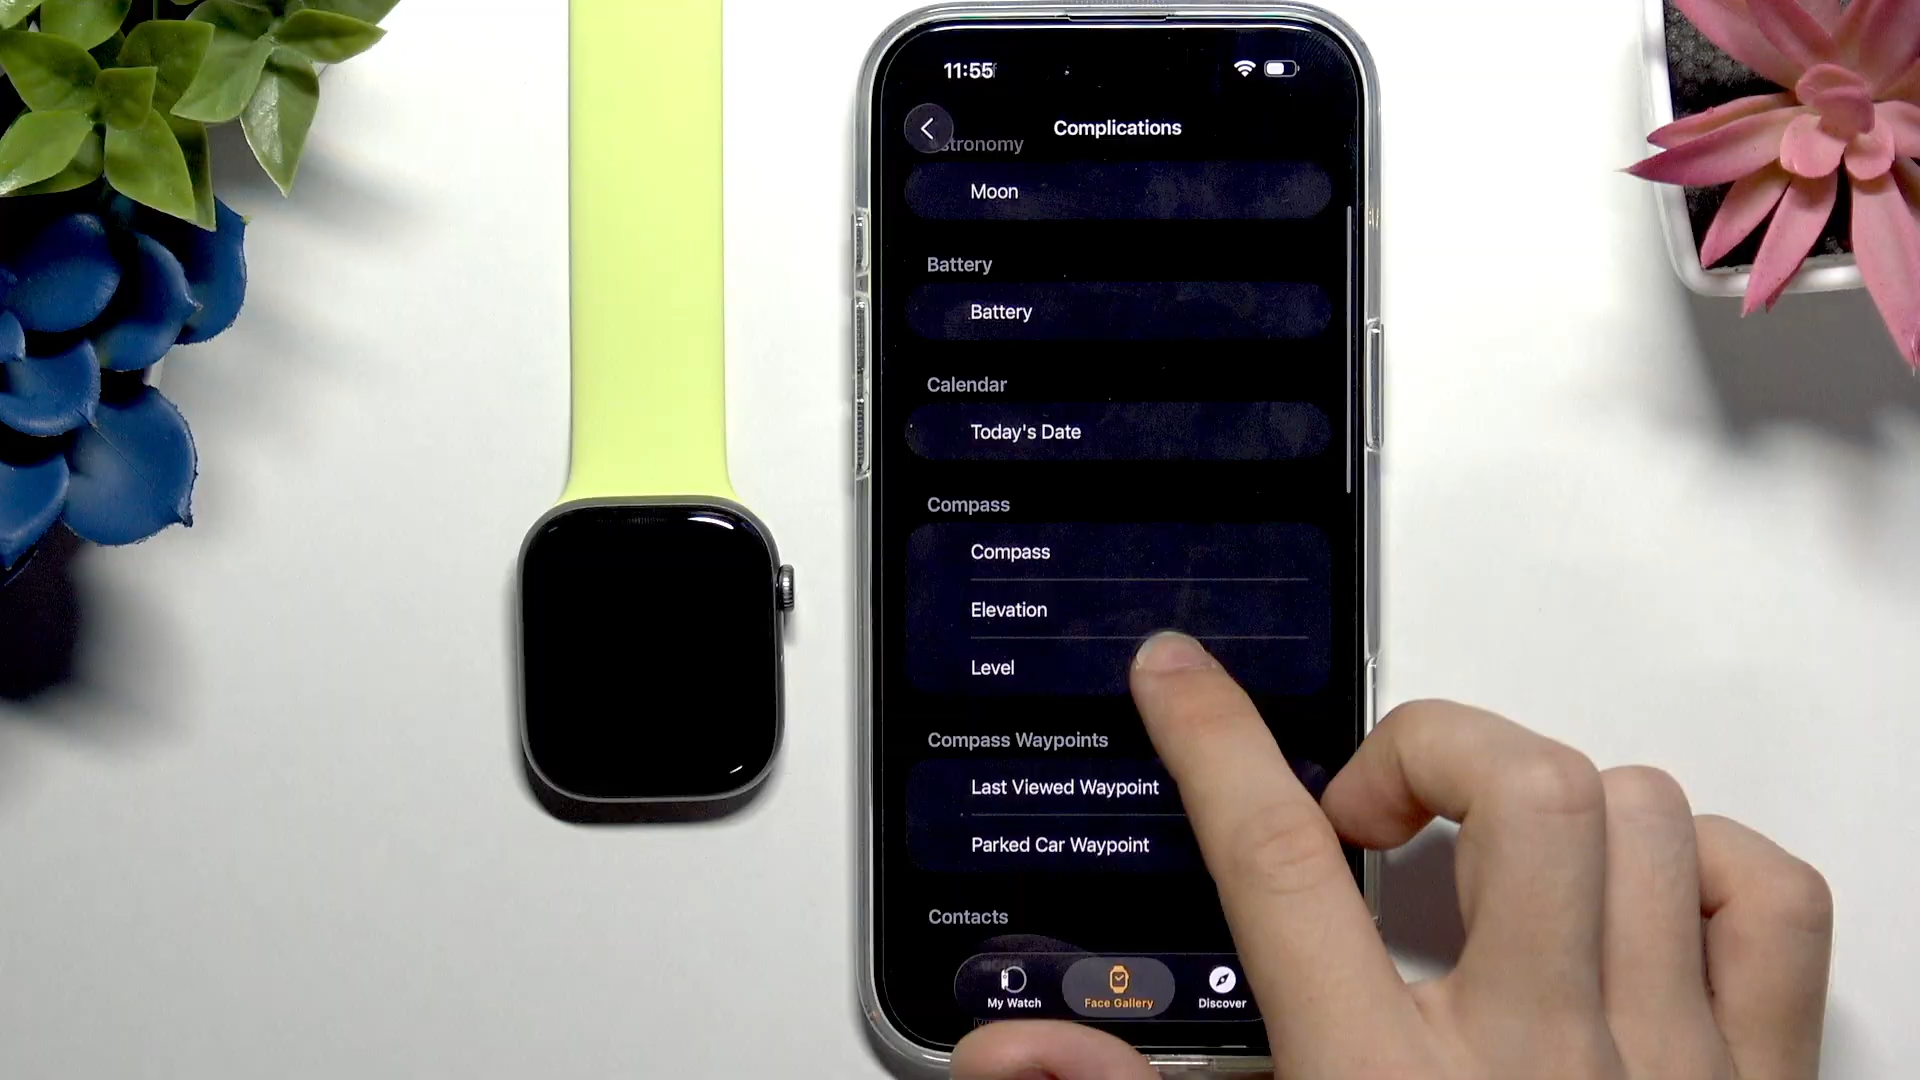 11:55
Complications
stronomy
Moon
Battery
Battery
Calendar
Today's Date
Compass
Compass
Elevation
Level
Compass Waypoints
Last Viewed Waypoint
Parked Car Waypoint
Contacts
My Watch
Face Gallery
Discover